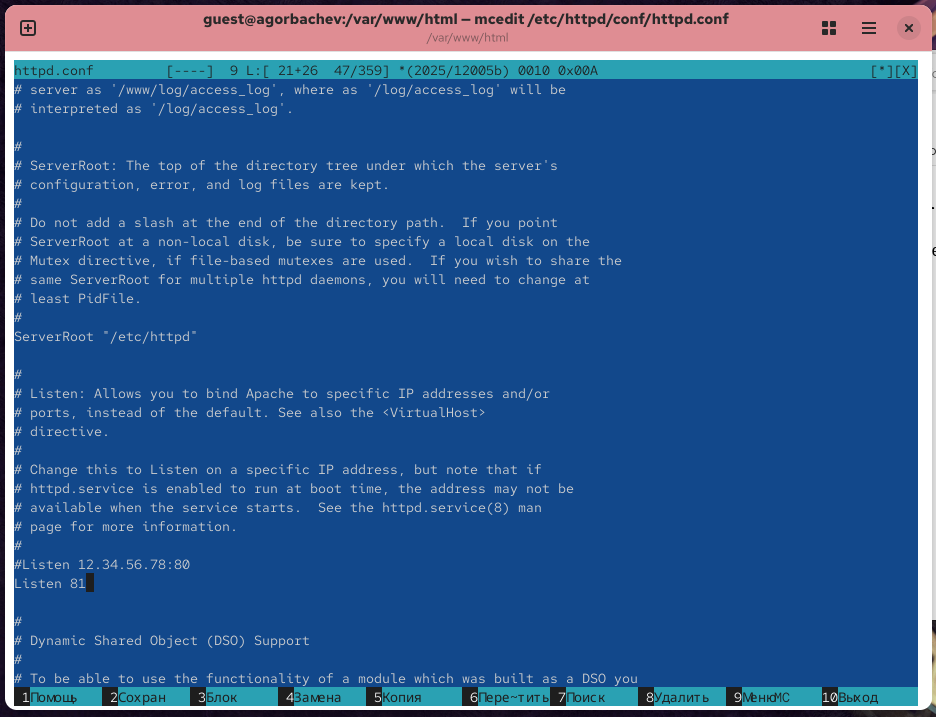 guest@agorbachev:/var/www/html — mcedit /etc/httpd/conf/httpd.conf
/var/www/html
httpd.conf         [----]  9 L:[ 21+26  47/359] *(2025/12005b) 0010 0x00A                                  [*][X]
# server as '/www/log/access_log', where as '/log/access_log' will be
# interpreted as '/log/access_log'.
#
# ServerRoot: The top of the directory tree under which the server's
# configuration, error, and log files are kept.
#
# Do not add a slash at the end of the directory path.  If you point
# ServerRoot at a non-local disk, be sure to specify a local disk on the
# Mutex directive, if file-based mutexes are used.  If you wish to share the
# same ServerRoot for multiple httpd daemons, you will need to change at
# least PidFile.
#
ServerRoot "/etc/httpd"
#
# Listen: Allows you to bind Apache to specific IP addresses and/or
# ports, instead of the default. See also the <VirtualHost>
# directive.
#
# Change this to Listen on a specific IP address, but note that if
# httpd.service is enabled to run at boot time, the address may not be
# available when the service starts.  See the httpd.service(8) man
# page for more information.
#
#Listen 12.34.56.78:80
Listen 81
#
# Dynamic Shared Object (DSO) Support
#
# To be able to use the functionality of a module which was built as a DSO you
1Помощь 2Сохран 3Блок 4Замена 5Копия 6Пере~тить 7Поиск 8Удалить 9МенюMC 10Выход